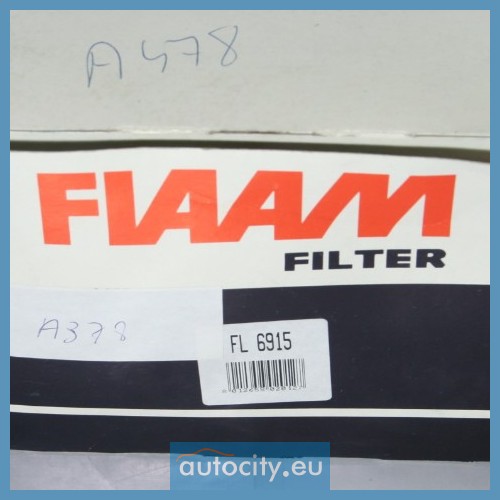 A478
FIAAM
FILTER
A378
FL 6915
autocity.eu